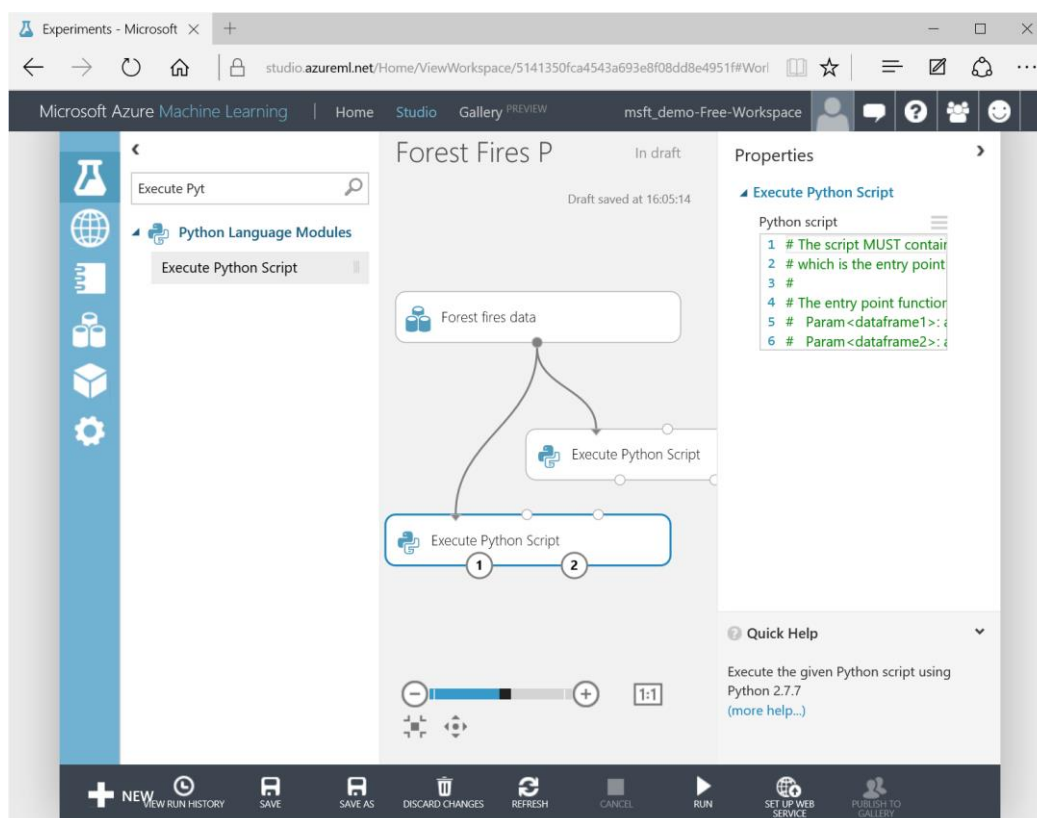 Experiments - Microsoft
studio.azureml.net/Home/ViewWorkspace/5141350fca4543a693e8f08dd8e4951f#Worl
Microsoft Azure Machine Learning | Home Studio Gallery PREVIEW msft_demo-Free-Workspace
Execute Pyt
Python Language Modules
Execute Python Script
Forest Fires P
In draft
Draft saved at 16:05:14
Forest fires data
Execute Python Script
Execute Python Script
1 2
1:1
Properties
Execute Python Script
Python script
1 # The script MUST contair
2 # which is the entry point
3 #
4 # The entry point function
5 # Param<dataframe1>: a
6 # Param<dataframe2>: a
Quick Help
Execute the given Python script using
Python 2.7.7
(more help...)
NEW
VIEW RUN HISTORY
SAVE
SAVE AS
DISCARD CHANGES
REFRESH
CANCEL
RUN
SET UP WEB
SERVICE
PUBLISH TO
GALLERY